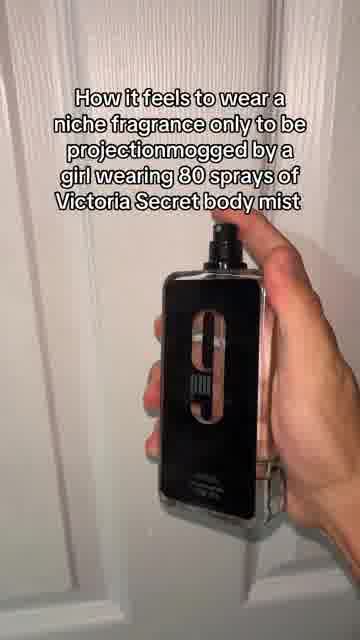 How it feels to wear a
niche fragrance only to be
projectionmogged by a
girl wearing 80 sprays of
Victoria Secret body mist
9